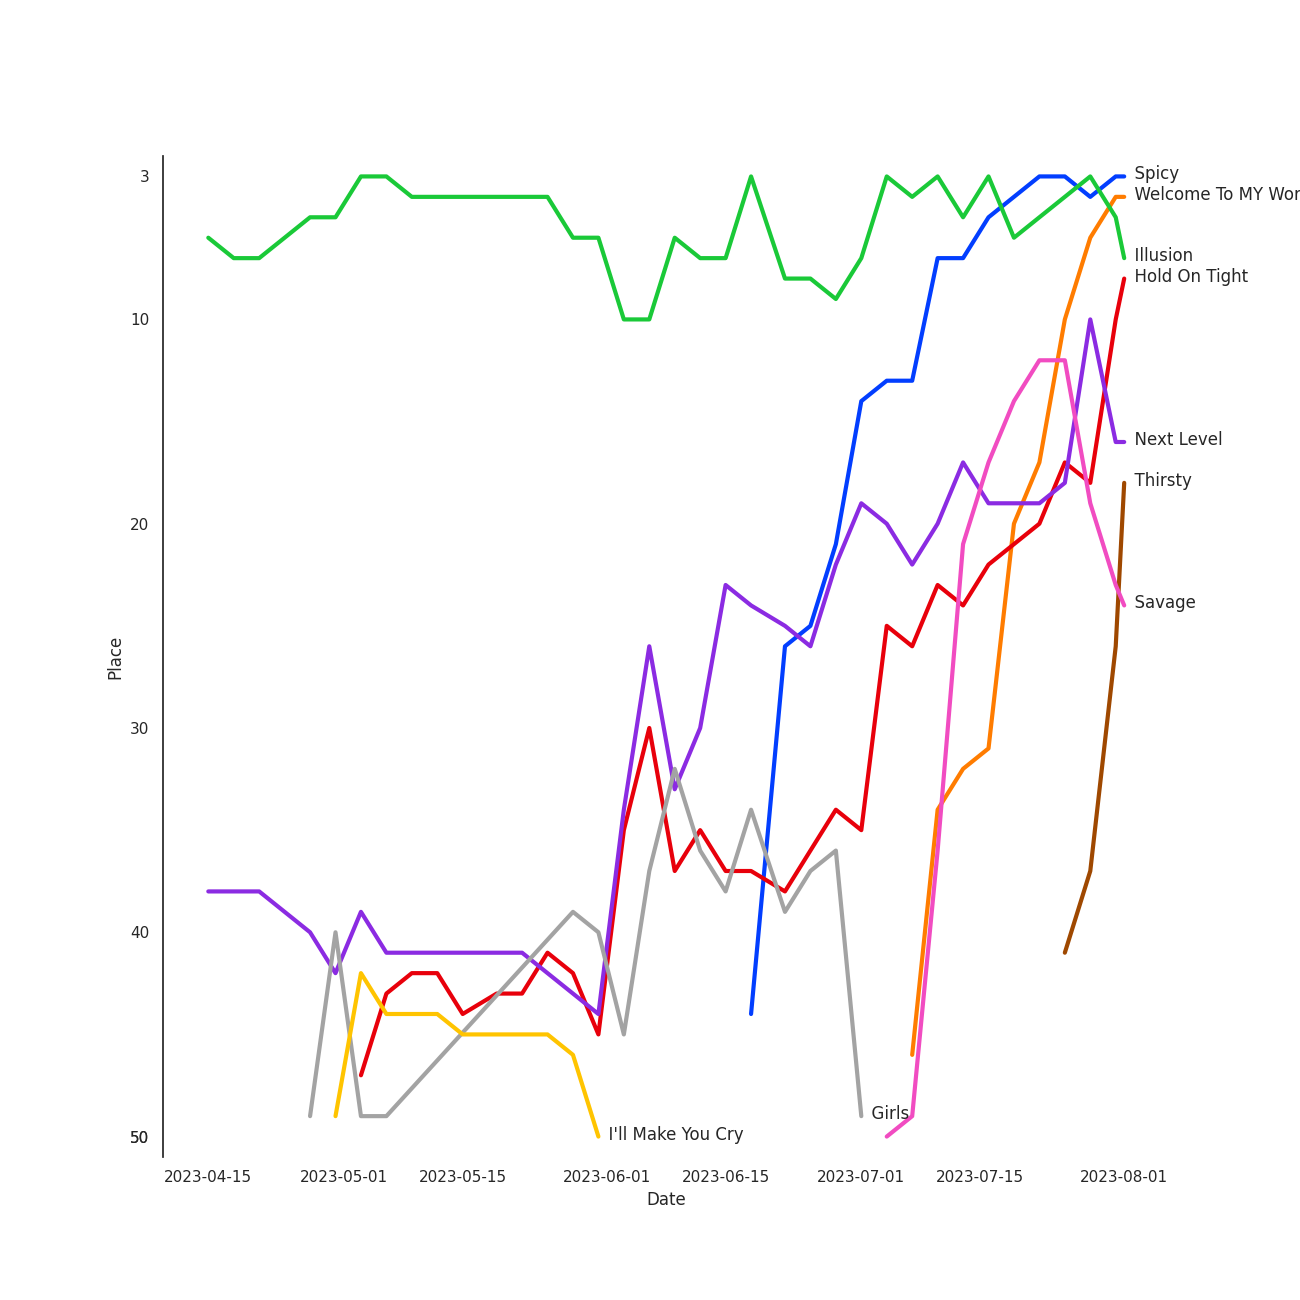 3
Spicy
Welcome To MY Wor
Illusion
Hold On Tight
10
Next Level
Thirsty
20
Savage
Place
30
40
Girls
I'll Make You Cry
50
2023-04-15 2023-05-01 2023-05-15 2023-06-01 2023-06-15 2023-07-01 2023-07-15 2023-08-01
Date